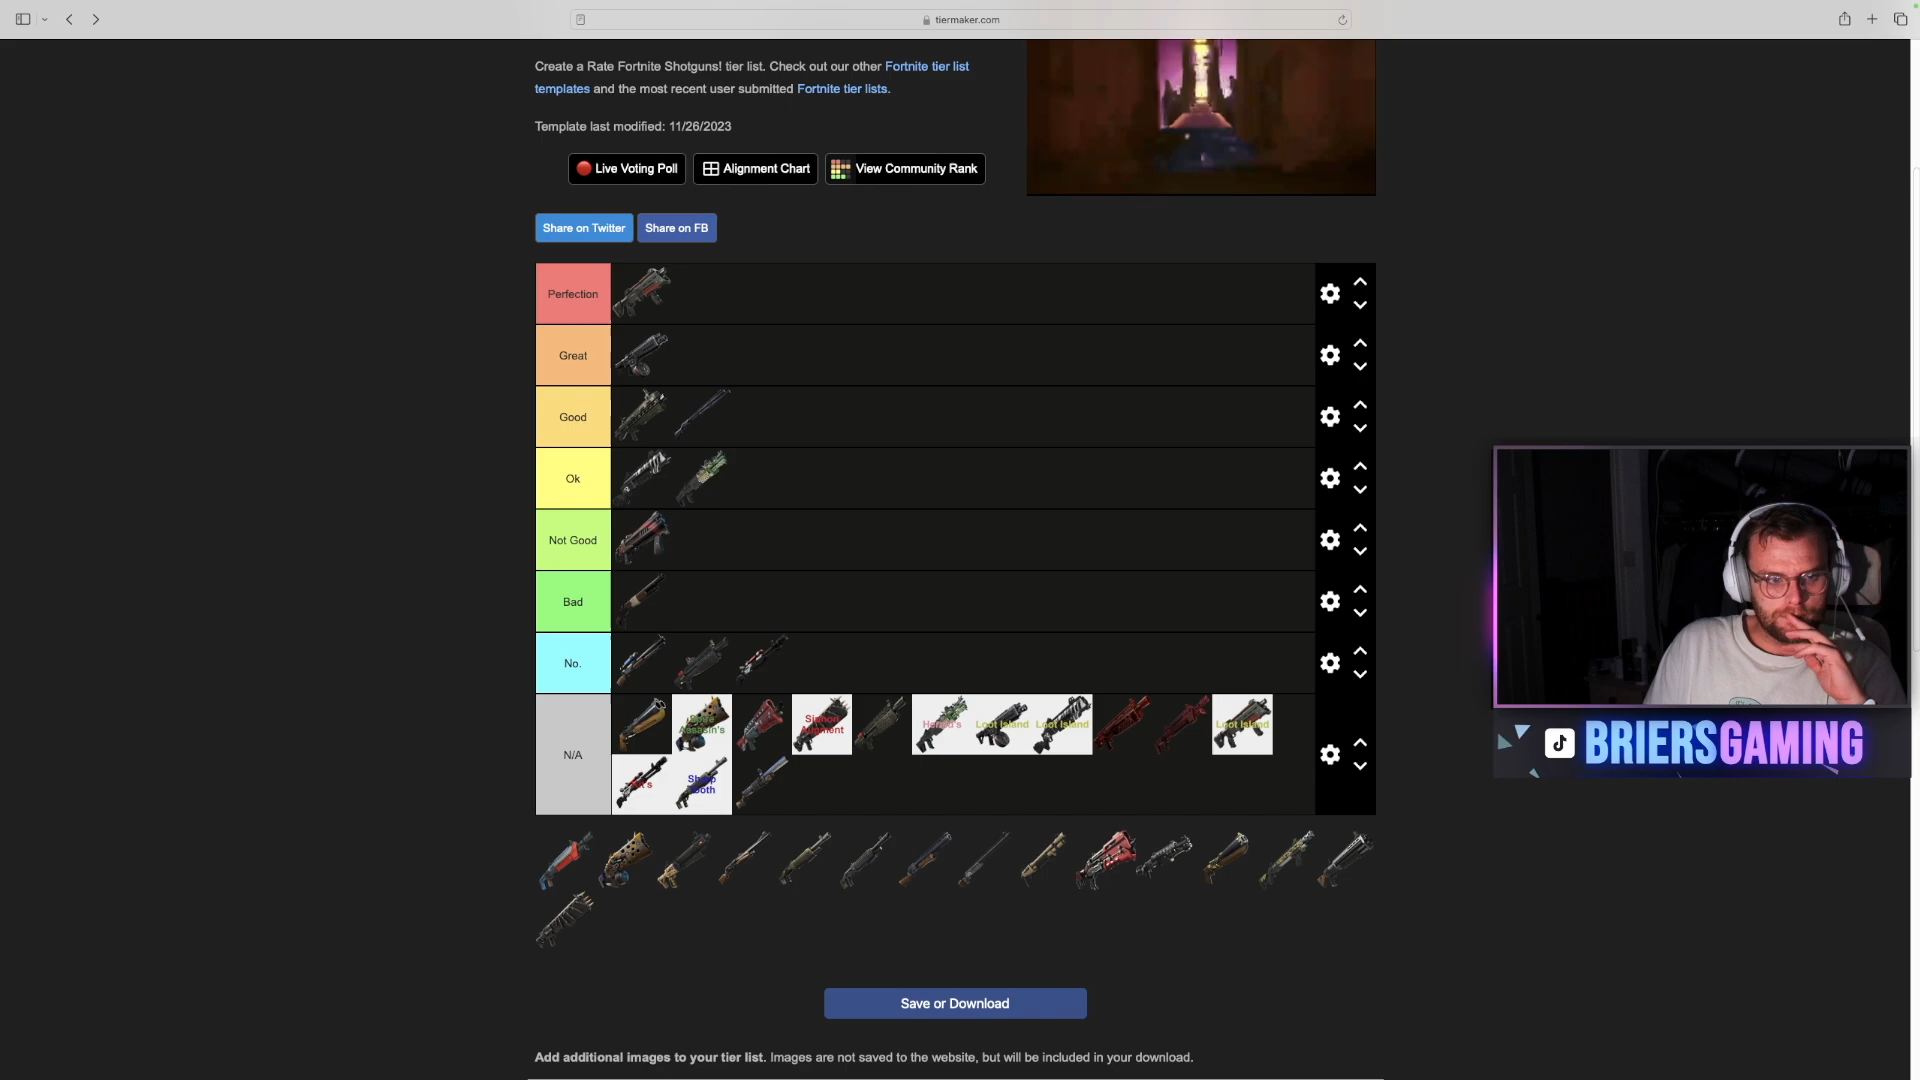 tiermaker.com
Create a Rate Fortnite Shotguns! tier list. Check out our other Fortnite tier list
templates and the most recent user submitted Fortnite tier lists.
Template last modified: 11/26/2023
Live Voting Poll
Alignment Chart
View Community Rank
Share on Twitter
Share on FB
Perfection
Great
Good
Ok
Not Good
Bad
No.
N/A
Assassin's
Siphon
Augment
Loot Island
Loot Island
Loot Island
BRIERSGAMING
Save or Download
Add additional images to your tier list. Images are not saved to the website, but will be included in your download.